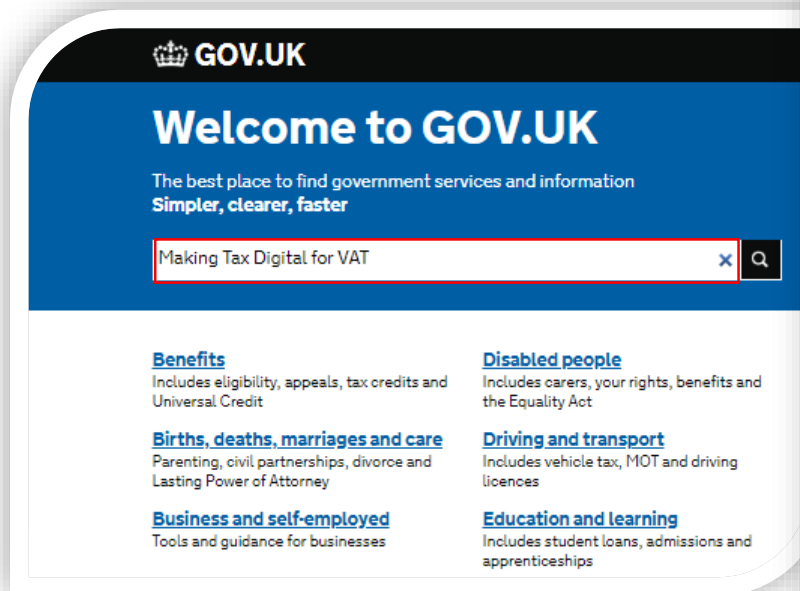 GOV.UK
Welcome to GOV.UK
The best place to find government services and information
Simpler, clearer, faster
Making Tax Digital for VAT
Benefits
Includes eligibility, appeals, tax credits and
Universal Credit
Births, deaths, marriages and care
Parenting, civil partnerships, divorce and
Lasting Power of Attorney
Business and self-employed
Tools and guidance for businesses
Disabled people
Includes carers, your rights, benefits and
the Equality Act
Driving and transport
Includes vehicle tax, MOT and driving
licences
Education and learning
Includes student loans, admissions and
apprenticeships